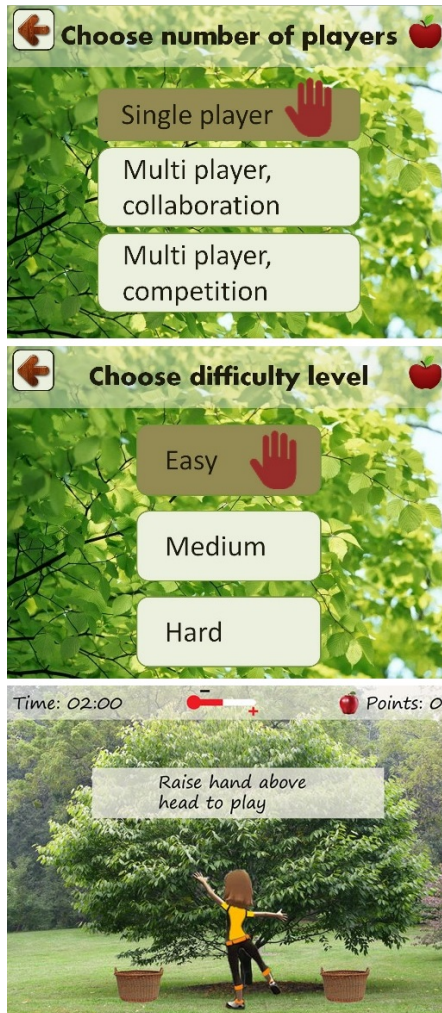 Choose number of players
Single player
Multi player,
collaboration
Multi player,
competition
Choose difficulty level
Easy
Medium
Hard
Time: 02:00
-
+
Points: 0
Raise hand above
head to play